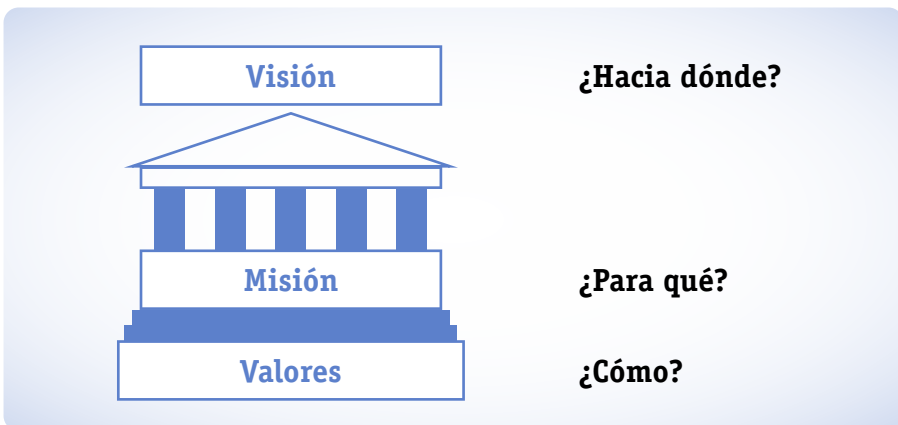 Visión ¿Hacia dónde?
Misión ¿Para qué?
Valores ¿Cómo?